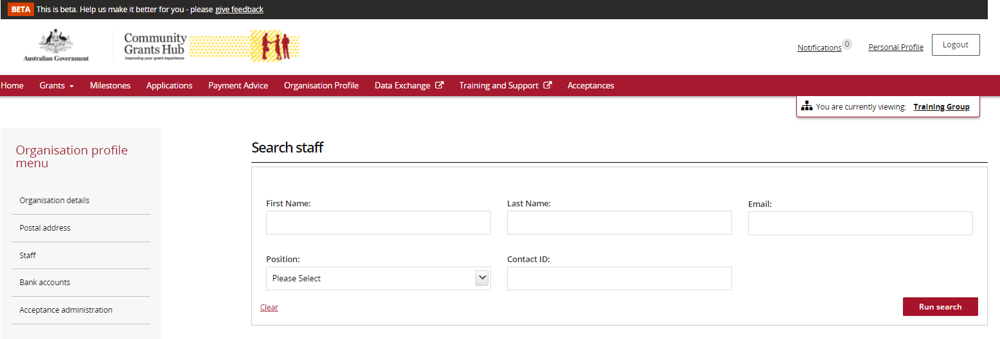 BETA This is beta. Help us make it better for you - please give feedback
Australian Government
Community
Grants Hub
Improving your grant experience
Notifications 0 Personal Profile Logout
Home Grants Milestones Applications Payment Advice Organisation Profile Data Exchange Training and Support Acceptances
You are currently viewing: Training Group
Organisation profile
menu
Organisation details
Postal address
Staff
Bank accounts
Acceptance administration
Search staff
First Name: Last Name: Email:
Position: Contact ID:
Please Select
Clear Run search